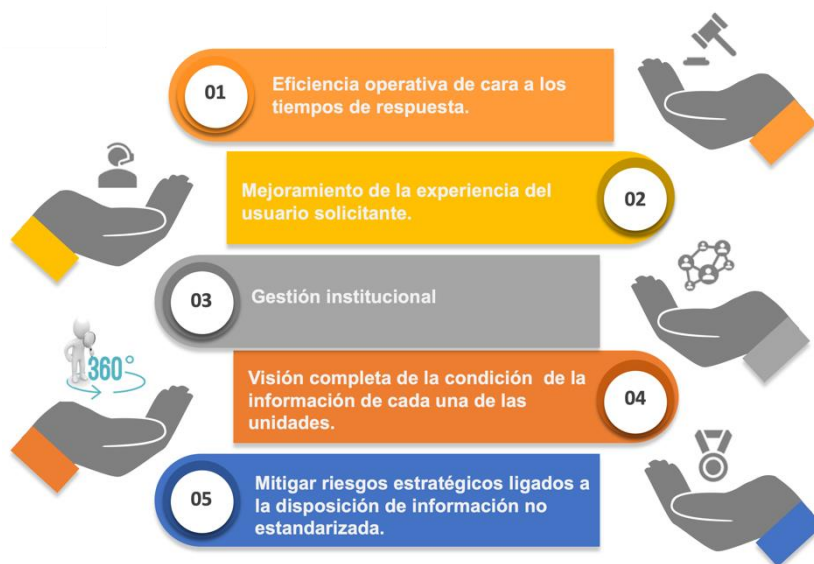 01
Eficiencia operativa de cara a los
tiempos de respuesta.
Mejoramiento de la experiencia del
usuario solicitante.
02
03
Gestión institucional
360°
Visión completa de la condición de la
información de cada una de las
unidades.
04
05
Mitigar riesgos estratégicos ligados a
la disposición de información no
estandarizada.